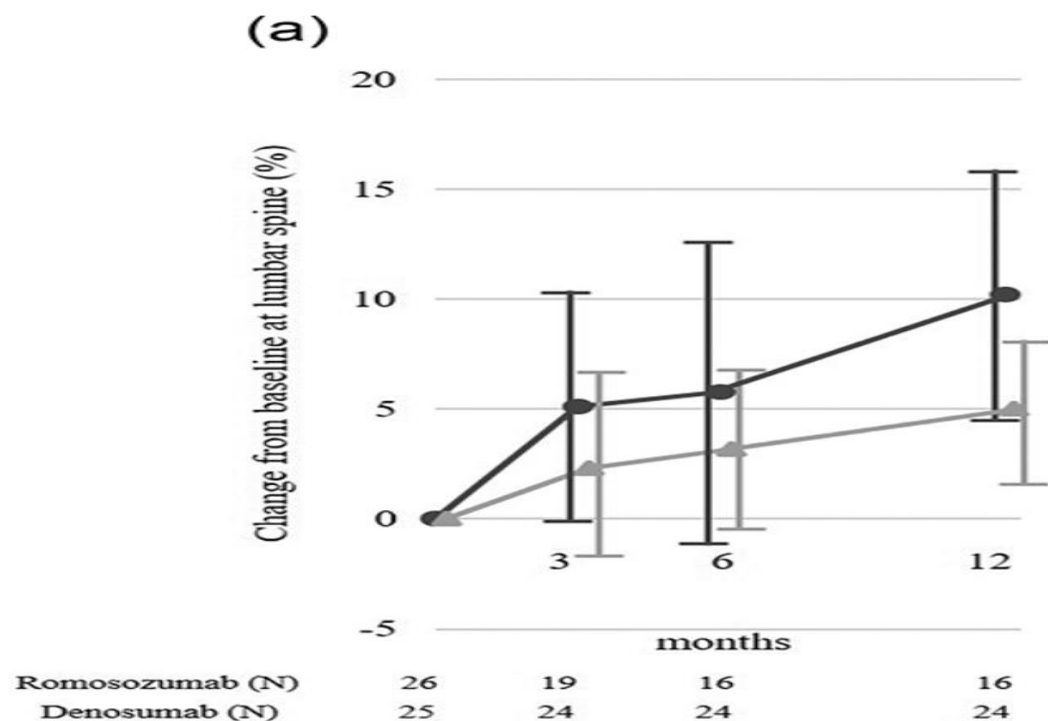 (a)
Change from baseline at lumbar spine (%)
20
15
10
5
0
-5
3 6 12
months
Romosozumab (N) 26 19 16 16
Denosumab (N) 25 24 24 24